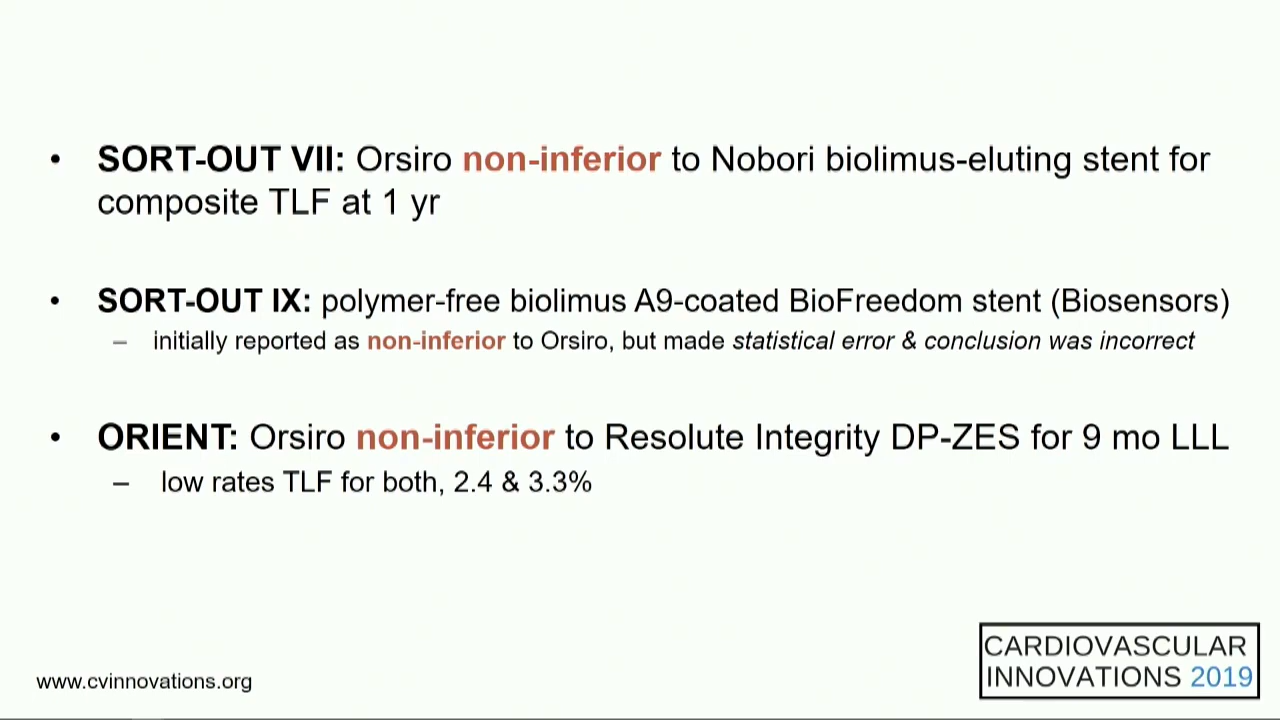 • SORT-OUT VII: Orsiro non-inferior to Nobori biolimus-eluting stent for
composite TLF at 1 yr
• SORT-OUT IX: polymer-free biolimus A9-coated BioFreedom stent (Biosensors)
– initially reported as non-inferior to Orsiro, but made statistical error & conclusion was incorrect
• ORIENT: Orsiro non-inferior to Resolute Integrity DP-ZES for 9 mo LLL
– low rates TLF for both, 2.4 & 3.3%
CARDIOVASCULAR
INNOVATIONS 2019
www.cvinnovations.org